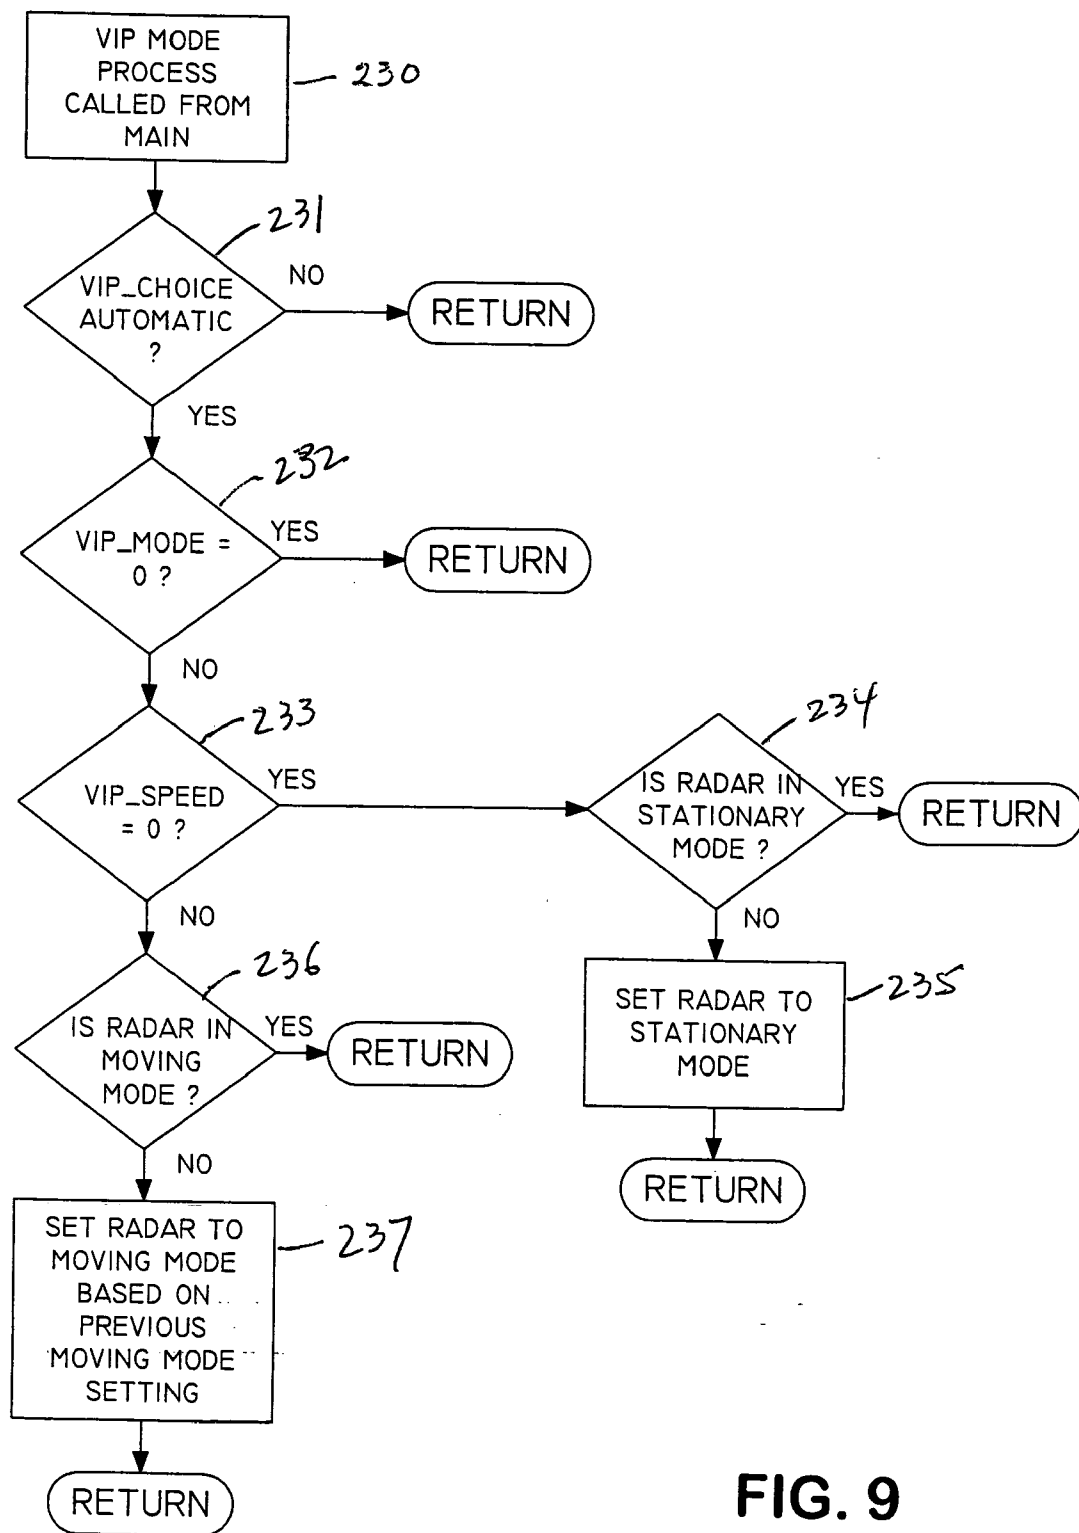 VIP MODE
PROCESS
CALLED FROM
MAIN
230
231
VIP_CHOICE
AUTOMATIC
?
NO
RETURN
YES
232
VIP_MODE =
0 ?
YES
RETURN
NO
233
VIP_SPEED
= 0 ?
YES
234
IS RADAR IN
STATIONARY
MODE ?
YES
RETURN
NO
235
SET RADAR TO
STATIONARY
MODE
RETURN
NO
236
IS RADAR IN
MOVING
MODE ?
YES
RETURN
NO
237
SET RADAR TO
MOVING MODE
BASED ON
PREVIOUS
MOVING MODE
SETTING
RETURN
FIG. 9